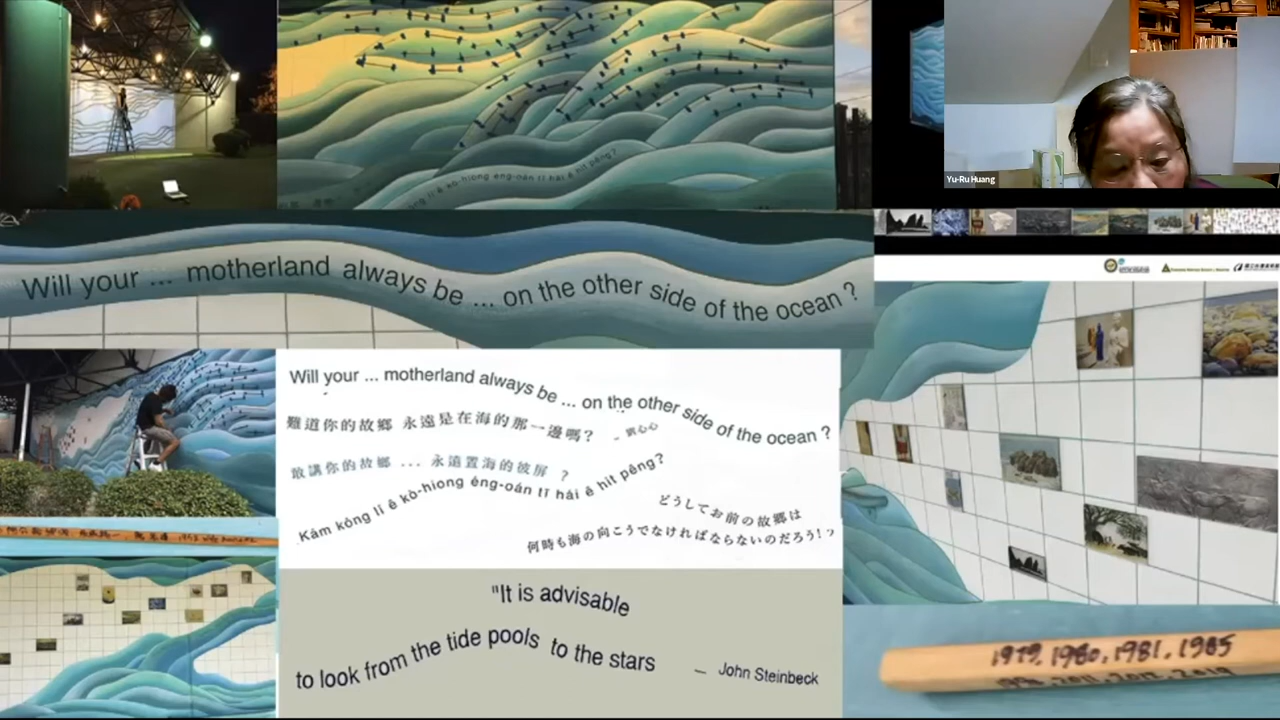 Yu-Ru Huang
Will your ... motherland always be ... on the other side of the ocean ?
Will your ... motherland always be ... on the other side of the ocean ?
難道你的故鄉 永遠是在海的那一邊嗎?
敢講你的故鄉 ... 永遠置海的彼屏 ?
Kám kóng lí ê kò-hiong éng-oán tī hái ê hit pêng?
どうしてお前の故郷は
何時も海の向こうでなければならないのだろう!?
"It is advisable
to look from the tide pools to the stars
— John Steinbeck
1979, 1980, 1981, 1985